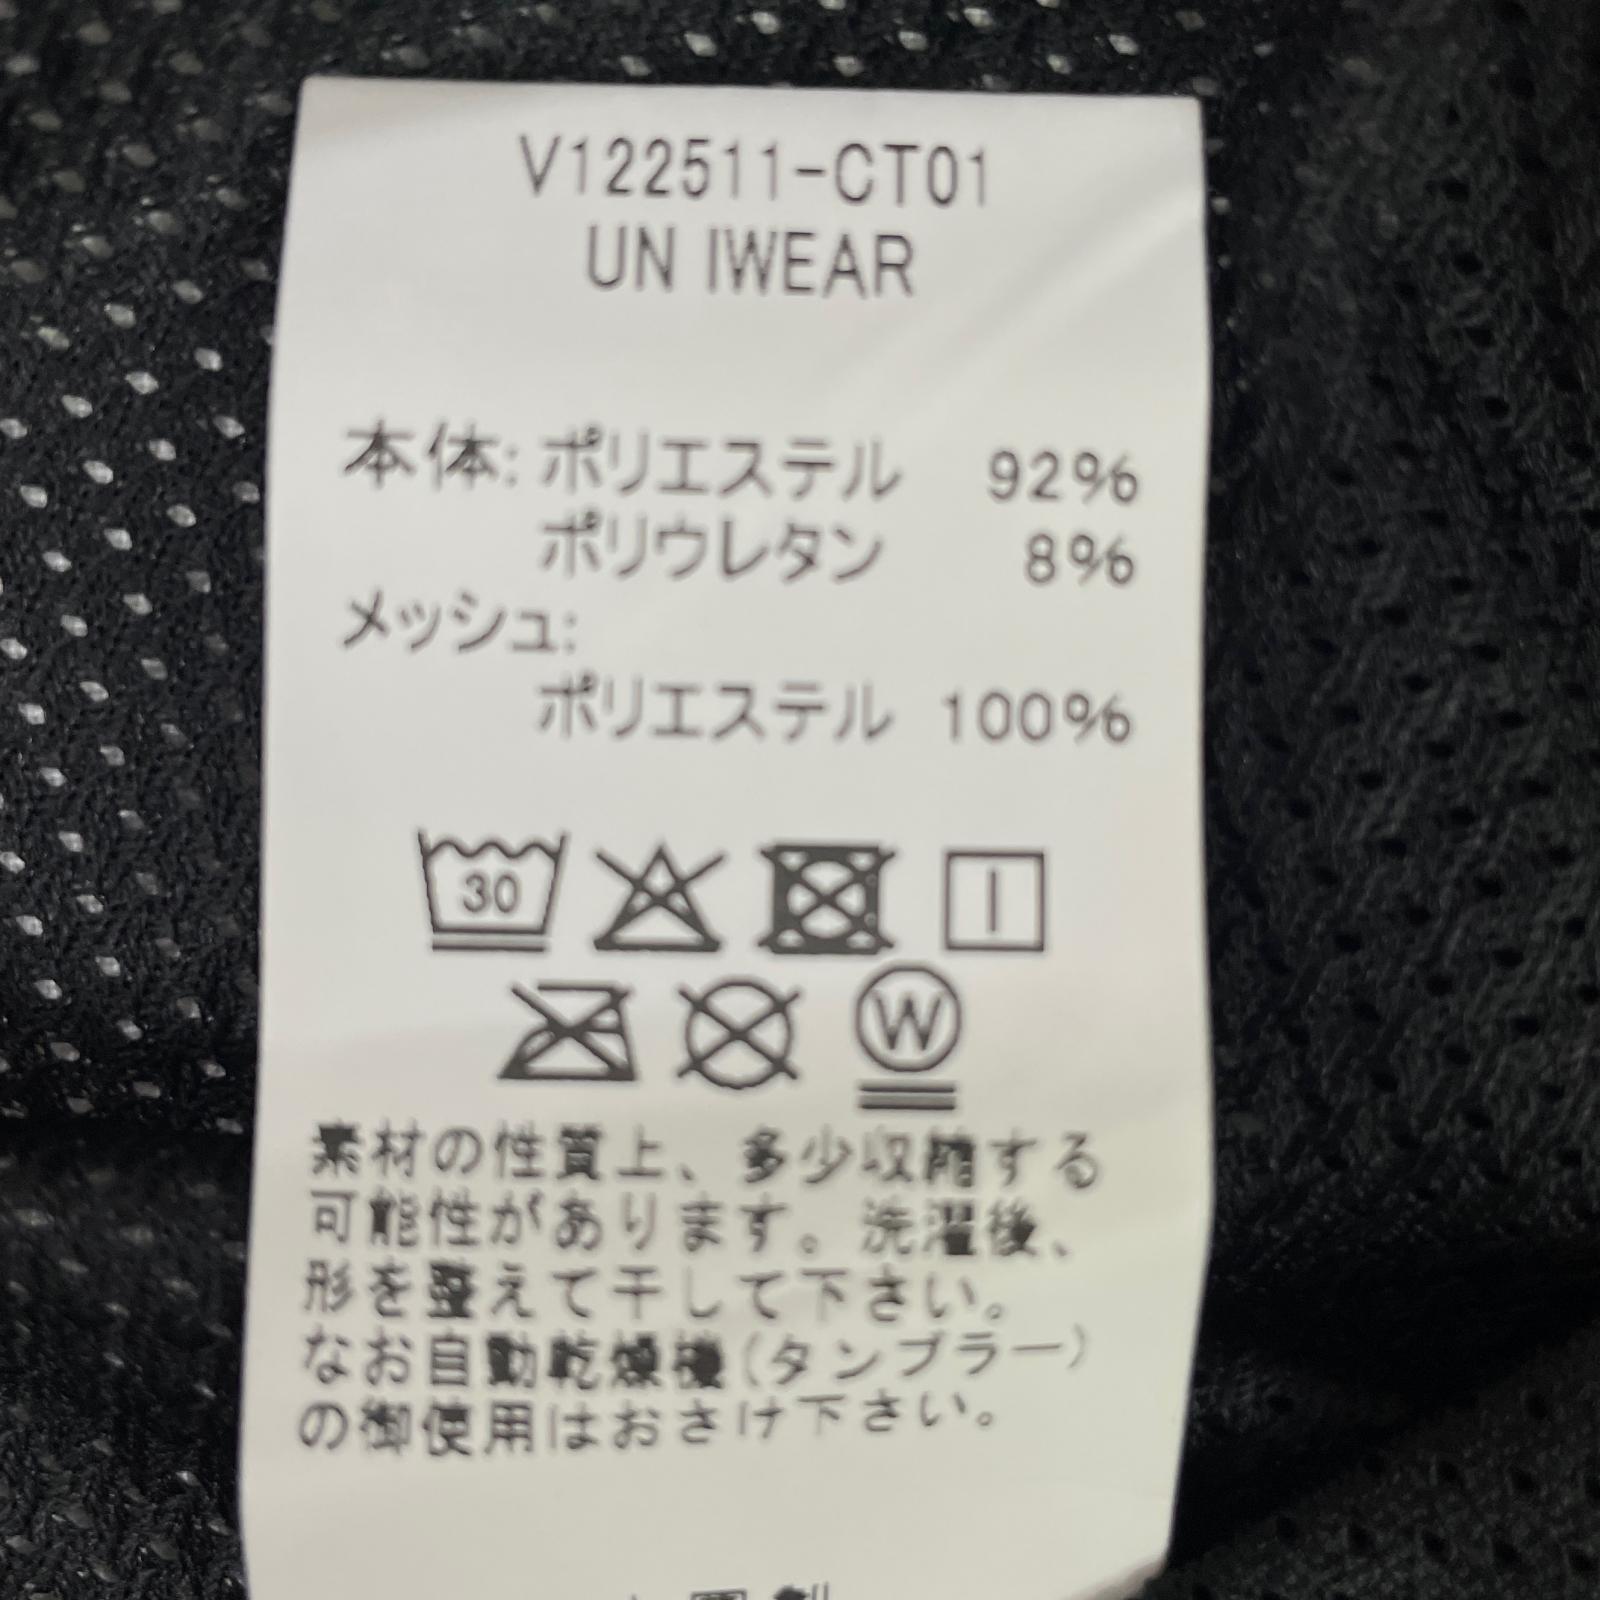 V122511-CT01
UN IWEAR
本体: ポリエステル 92%
ポリウレタン 8%
メッシュ:
ポリエステル 100%
30
W
素材の性質上、多少収縮する
可能性があります。洗濯後、
形を整えて干して下さい。
なお自動乾燥機(タンブラー)
の御使用はおさけ下さい。